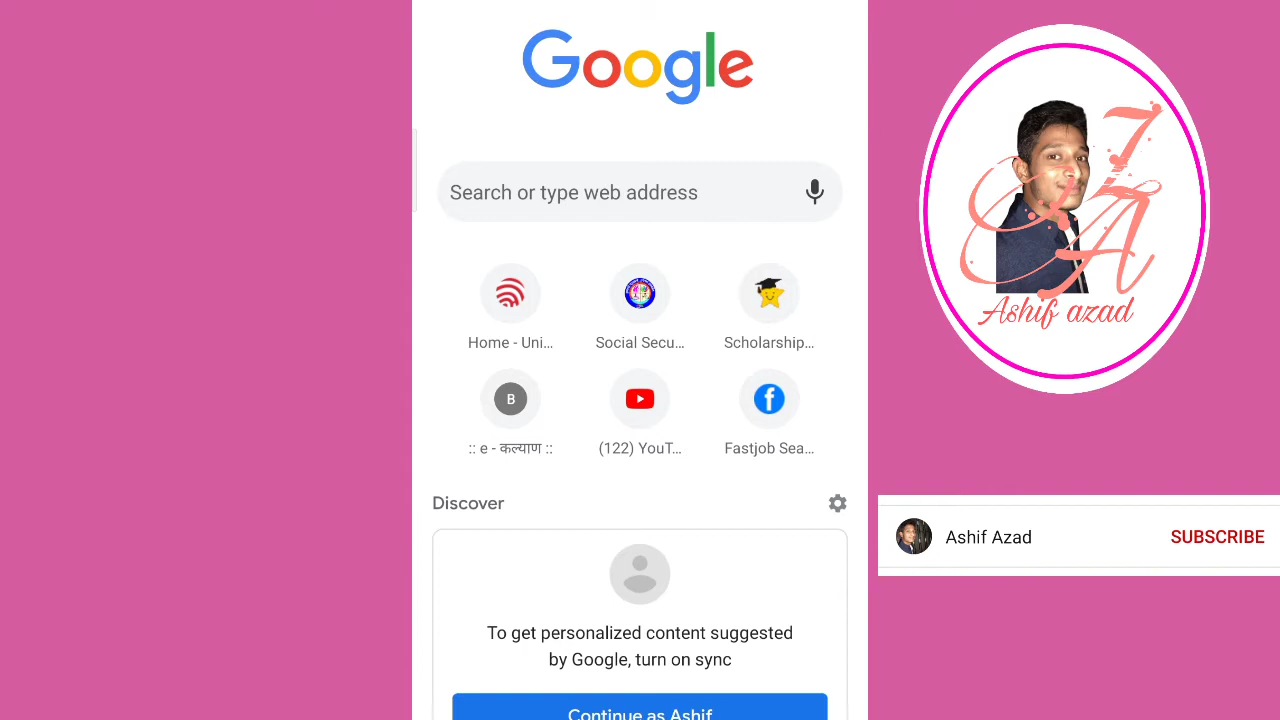 Google
Search or type web address
Home - Uni...
Social Secu...
Scholarship...
B
:: e - कल्याण ::
(122) YouT...
Fastjob Sea...
Discover
To get personalized content suggested
by Google, turn on sync
Continue as Ashif
Ashif azad
Ashif Azad
SUBSCRIBE